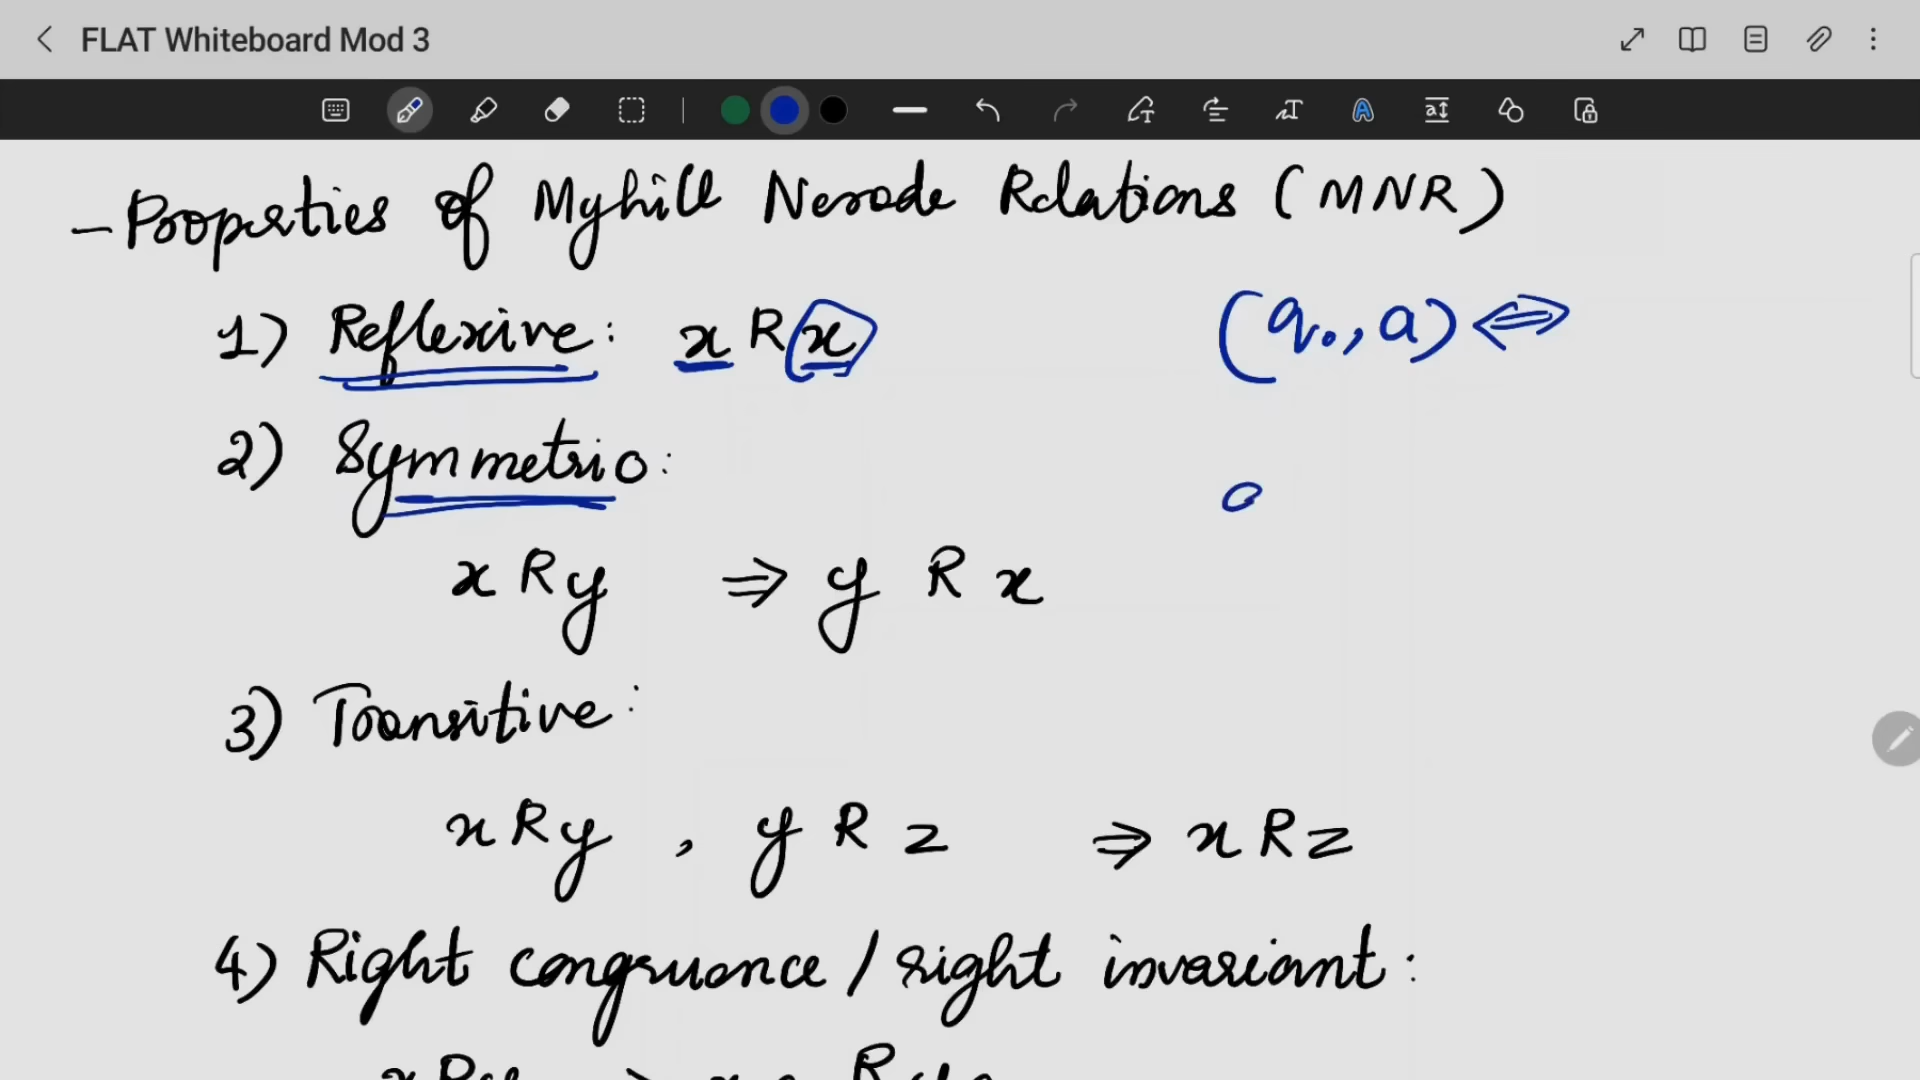 FLAT Whiteboard Mod 3
- Properties of Myhill Nerode Relations (MNR)
1) Reflexive: x R x (q₀, a) ⇔
2) Symmetric:
x R y ⇒ y R x
3) Transitive:
x R y , y R z ⇒ x R z
4) Right congruence / right invariant: